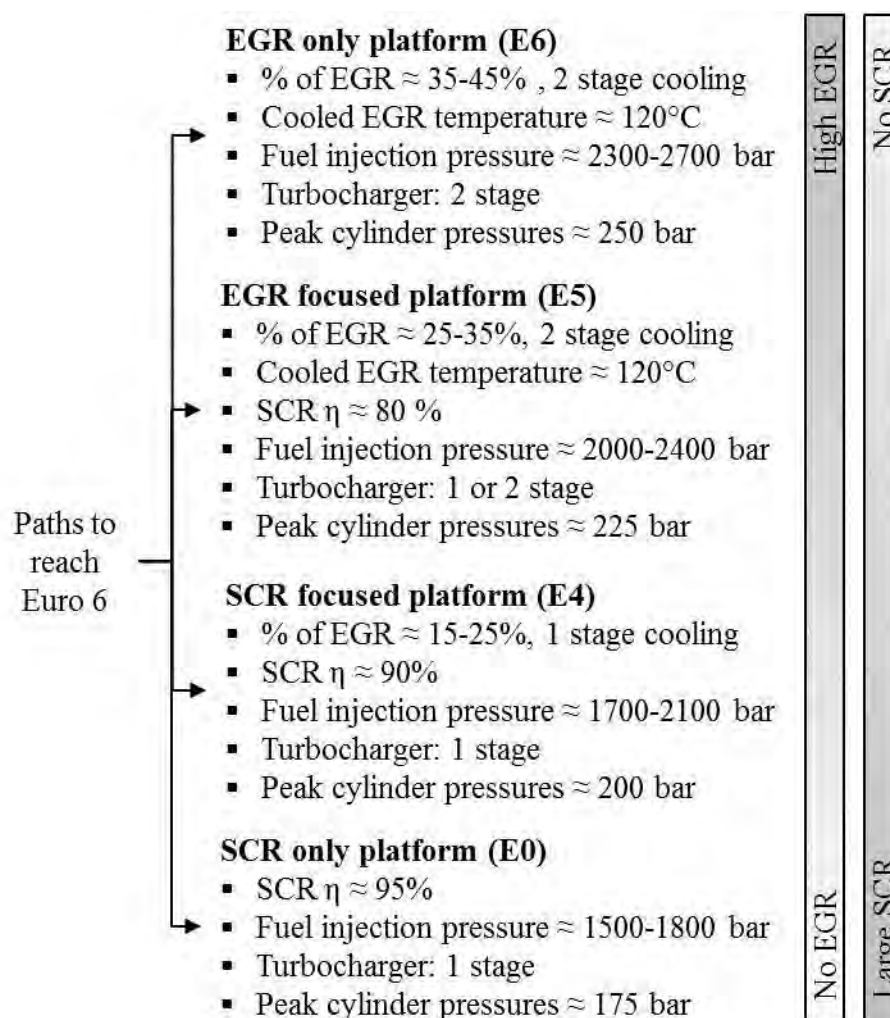 EGR only platform (E6)
▪ % of EGR ≈ 35-45% , 2 stage cooling
▪ Cooled EGR temperature ≈ 120°C
▪ Fuel injection pressure ≈ 2300-2700 bar
▪ Turbocharger: 2 stage
▪ Peak cylinder pressures ≈ 250 bar
EGR focused platform (E5)
▪ % of EGR ≈ 25-35%, 2 stage cooling
▪ Cooled EGR temperature ≈ 120°C
▪ SCR η ≈ 80 %
▪ Fuel injection pressure ≈ 2000-2400 bar
▪ Turbocharger: 1 or 2 stage
▪ Peak cylinder pressures ≈ 225 bar
Paths to
reach
Euro 6
SCR focused platform (E4)
▪ % of EGR ≈ 15-25%, 1 stage cooling
▪ SCR η ≈ 90%
▪ Fuel injection pressure ≈ 1700-2100 bar
▪ Turbocharger: 1 stage
▪ Peak cylinder pressures ≈ 200 bar
SCR only platform (E0)
▪ SCR η ≈ 95%
▪ Fuel injection pressure ≈ 1500-1800 bar
▪ Turbocharger: 1 stage
▪ Peak cylinder pressures ≈ 175 bar
High EGR
No EGR
No SCR
Large SCR